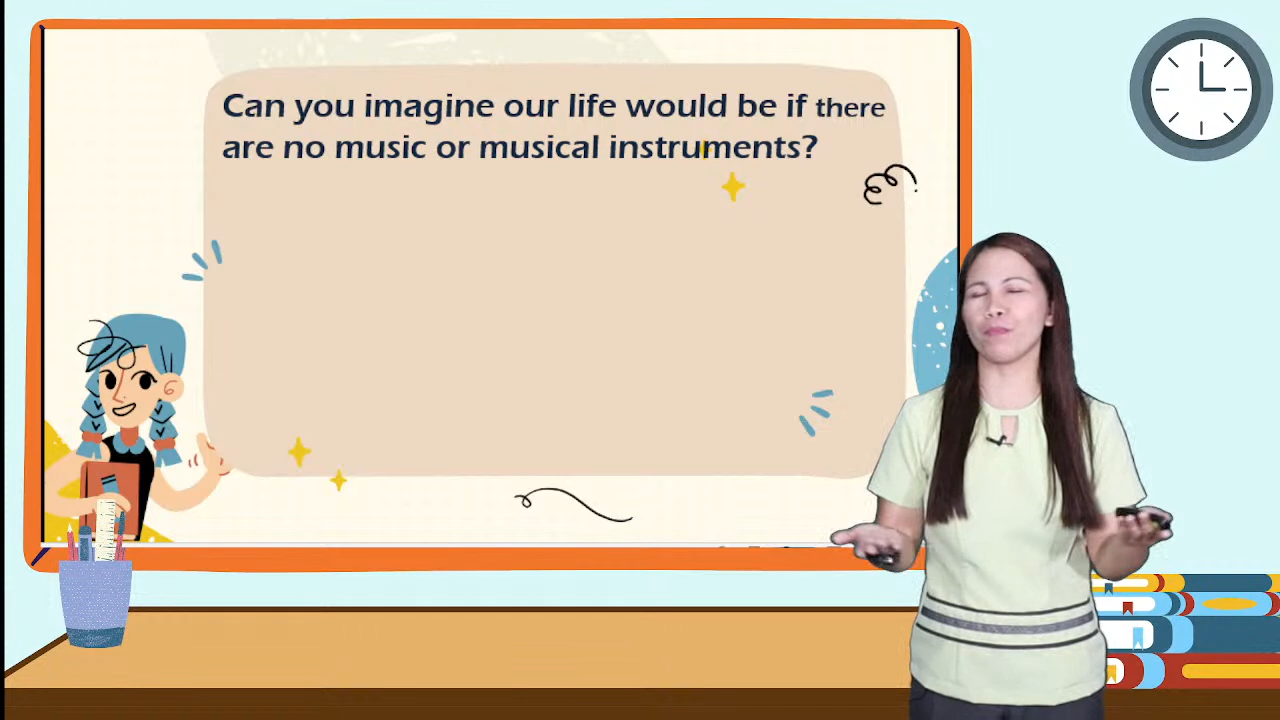 Can you imagine our life would be if there
are no music or musical instruments?